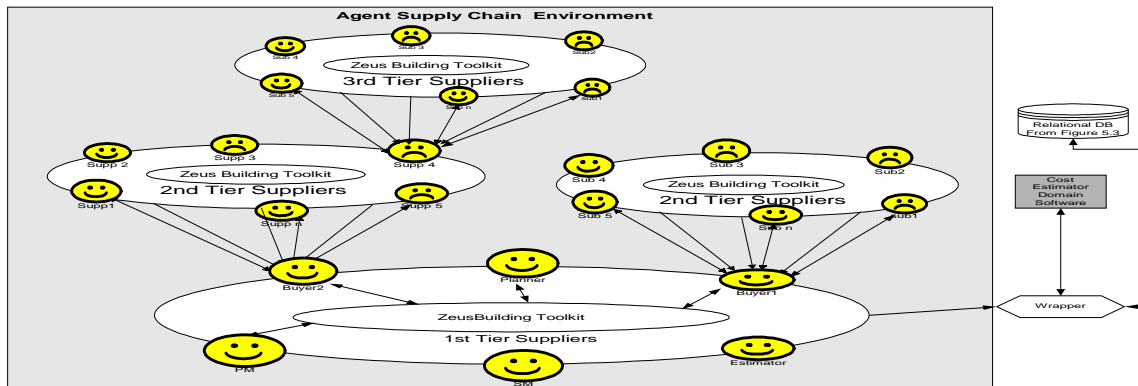 Agent Supply Chain Environment
Sub 3
Sub 4
Sub2
Zeus Building Toolkit
3rd Tier Suppliers
Sub 5
Sub n
sub1
Relational DB
From Figure 5.3
Supp 2
Supp 3
Supp 4
Zeus Building Toolkit
2nd Tier Suppliers
Supp1
Supp n
Supp 5
Sub 3
Sub 4
Sub2
Zeus Building Toolkit
2nd Tier Suppliers
Sub 5
Sub n
sub1
Cost
Estimator
Domain
Software
Buyer2
Planner
Buyer1
Wrapper
ZeusBuilding Toolkit
1st Tier Suppliers
PM
SM
Estimator